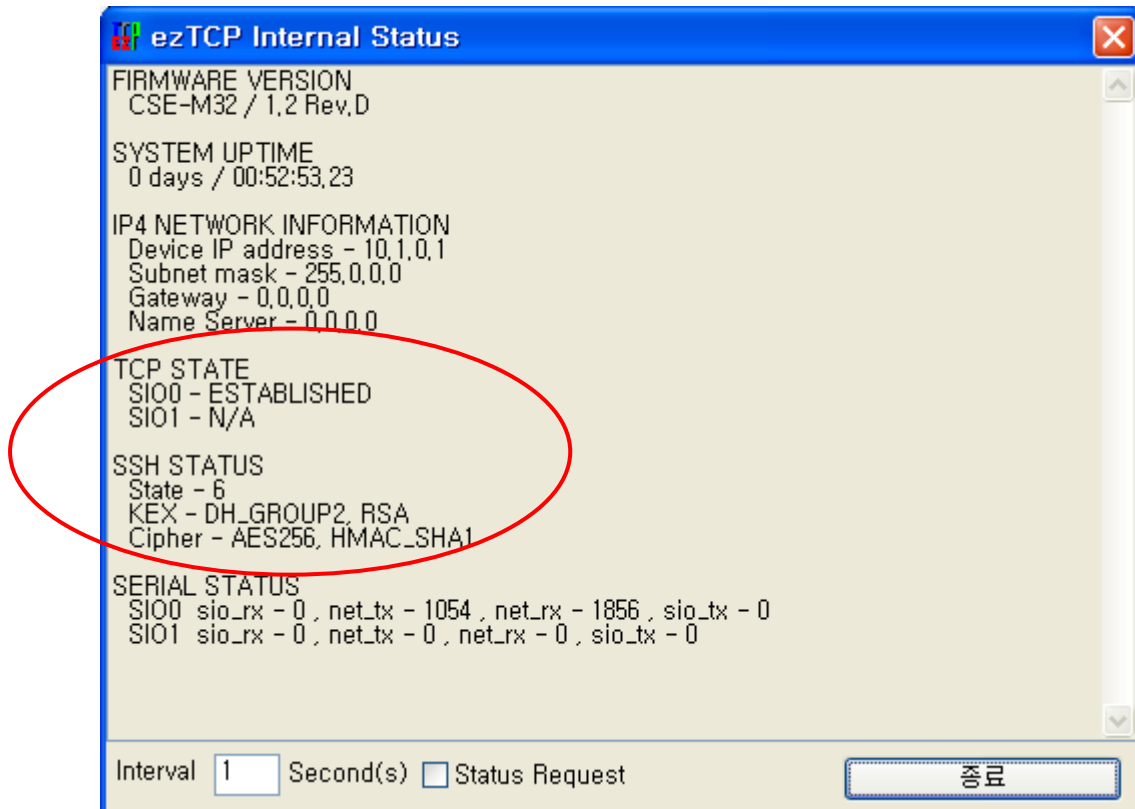 ezTCP Internal Status
FIRMWARE VERSION
CSE-M32 / 1,2 Rev,D
SYSTEM UPTIME
0 days / 00:52:53,23
IP4 NETWORK INFORMATION
Device IP address - 10,1,0,1
Subnet mask - 255,0,0,0
Gateway - 0,0,0,0
Name Server - 0,0,0,0
TCP STATE
SIO0 - ESTABLISHED
SIO1 - N/A
SSH STATUS
State - 6
KEX - DH_GROUP2, RSA
Cipher - AES256, HMAC_SHA1
SERIAL STATUS
SIO0 sio_rx - 0 , net_tx - 1054 , net_rx - 1856 , sio_tx - 0
SIO1 sio_rx - 0 , net_tx - 0 , net_rx - 0 , sio_tx - 0
Interval 1 Second(s) Status Request 종료